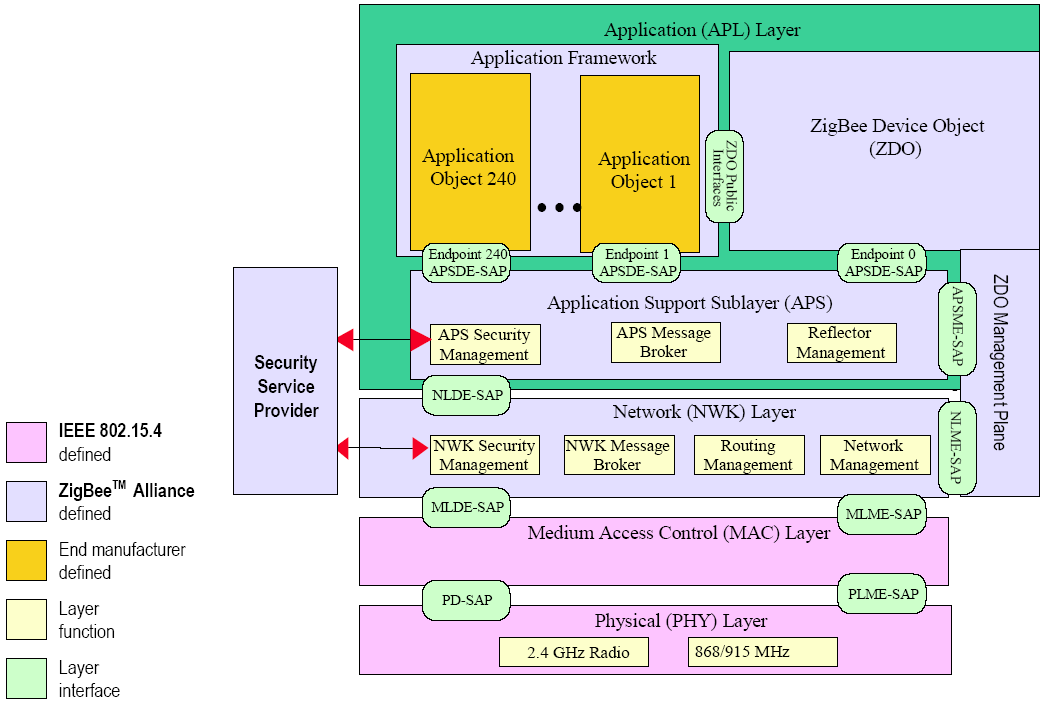 Application (APL) Layer
Application Framework
Application
Object 240
Application
Object 1
ZDO Public
Interfaces
ZigBee Device Object
(ZDO)
Endpoint 240
APSDE-SAP
Endpoint 1
APSDE-SAP
Endpoint 0
APSDE-SAP
Application Support Sublayer (APS)
APS Security
Management
APS Message
Broker
Reflector
Management
APSME-SAP
ZDO Management Plane
Security
Service
Provider
NLDE-SAP
Network (NWK) Layer
NWK Security
Management
NWK Message
Broker
Routing
Management
Network
Management
NLME-SAP
MLDE-SAP
MLME-SAP
Medium Access Control (MAC) Layer
PD-SAP
PLME-SAP
Physical (PHY) Layer
2.4 GHz Radio
868/915 MHz
IEEE 802.15.4
defined
ZigBee™ Alliance
defined
End manufacturer
defined
Layer
function
Layer
interface